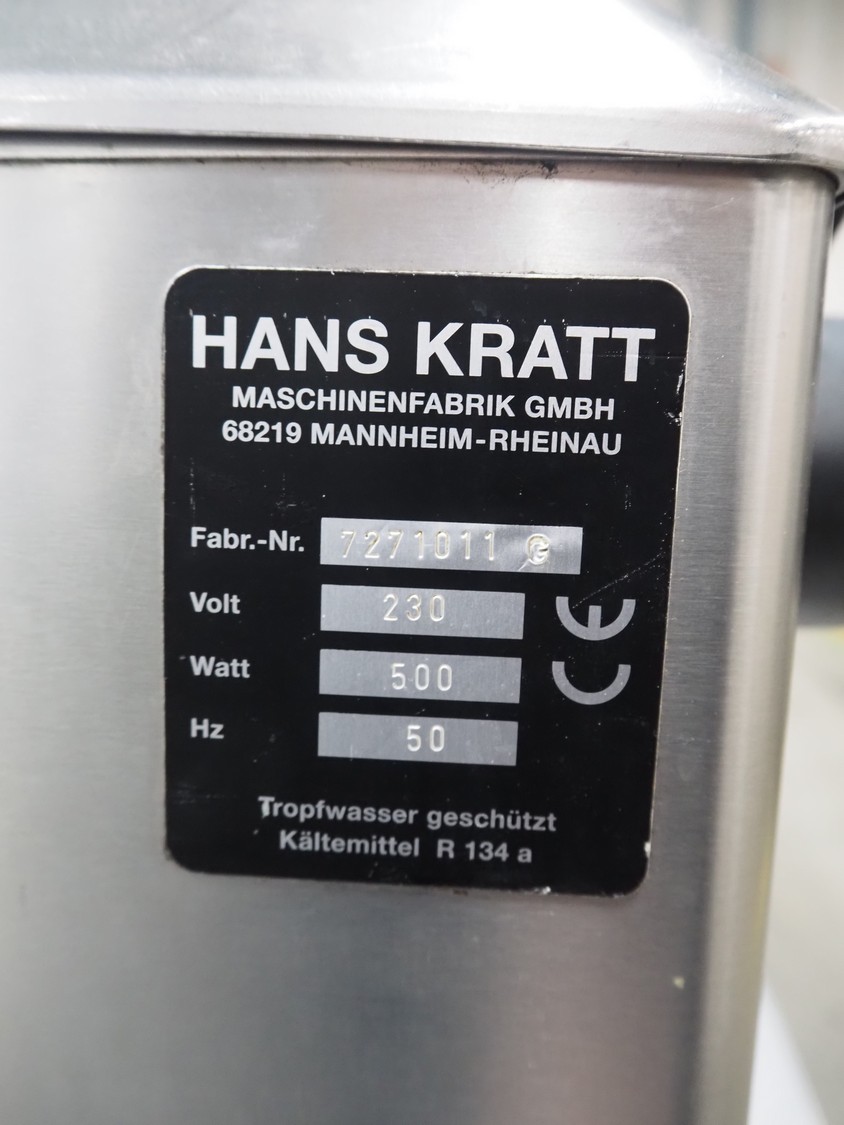 HANS KRATT
MASCHINENFABRIK GMBH
68219 MANNHEIM-RHEINAU
Fabr.-Nr. 7271011 G
Volt 230
Watt 500
Hz 50
CE
Tropfwasser geschützt
Kältemittel R 134 a